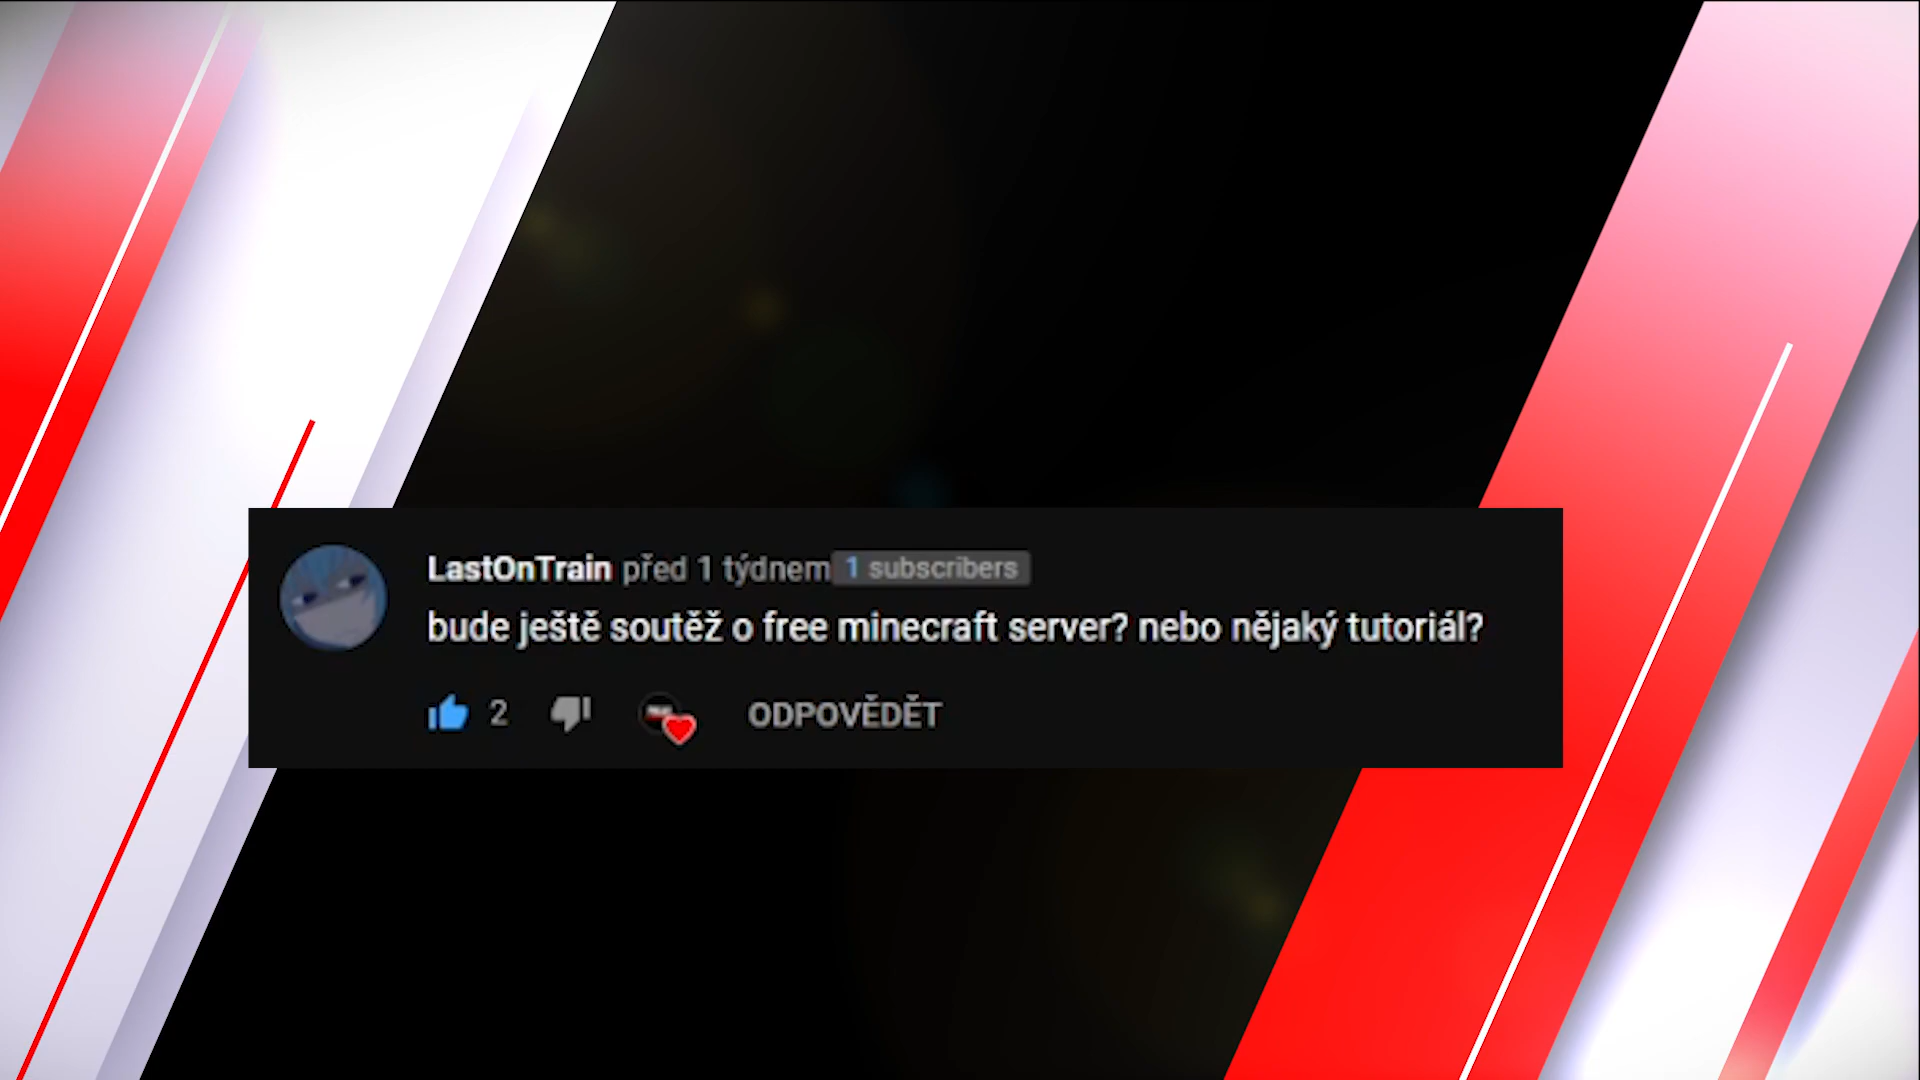 LastOnTrain před 1 týdnem 1 subscribers
bude ještě soutěž o free minecraft server? nebo nějaký tutoriál?
2 ODPOVĚDĚT